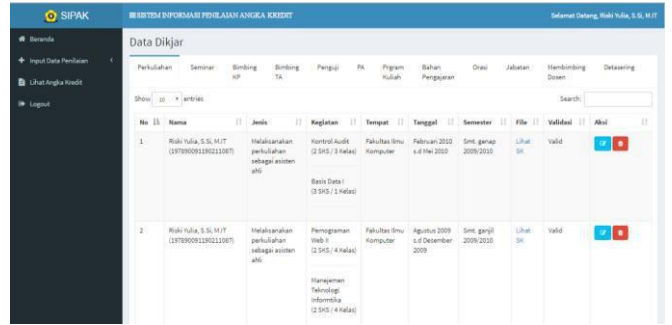 SIPAK
SISTEM INFORMASI PENILAIAN ANGKA KREDIT
Selamat Datang, Riski Yulia, S.Si, M.IT
Beranda
Input Data Penilaian
Lihat Angka Kredit
Logout
Data Dikjar
Perkuliahan Seminar Bimbing KP Bimbing TA Penguji PA Prgram Kuliah Bahan Pengajaran Orasi Jabatan Membimbing Dosen Detasering
Show 10 entries
Search:
No Nama Jenis Kegiatan Tempat Tanggal Semester File Validasi Aksi
1
Riski Yulia, S.Si, M.IT
Melaksanakan perkuliahan sebagai asisten ahli
Kontrol Audit
(2 SKS / 3 Kelas)
Basis Data I
(3 SKS / 1 Kelas)
Fakultas Ilmu Komputer
Februari 2010 s.d Mei 2010
Smt. genap 2009/2010
Lihat SK
Valid
2
Riski Yulia, S.Si, M.IT
Melaksanakan perkuliahan sebagai asisten ahli
Pemograman Web II
(2 SKS / 4 Kelas)
Manajemen Teknologi Informtika
(2 SKS / 4 Kelas)
Fakultas Ilmu Komputer
Agustus 2009 s.d Desember 2009
Smt. ganjil 2009/2010
Lihat SK
Valid